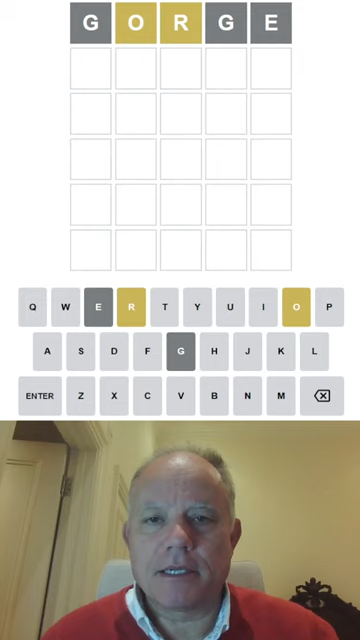 G O R G E
Q W E R T Y U I O P
A S D F G H J K L
ENTER Z X C V B N M